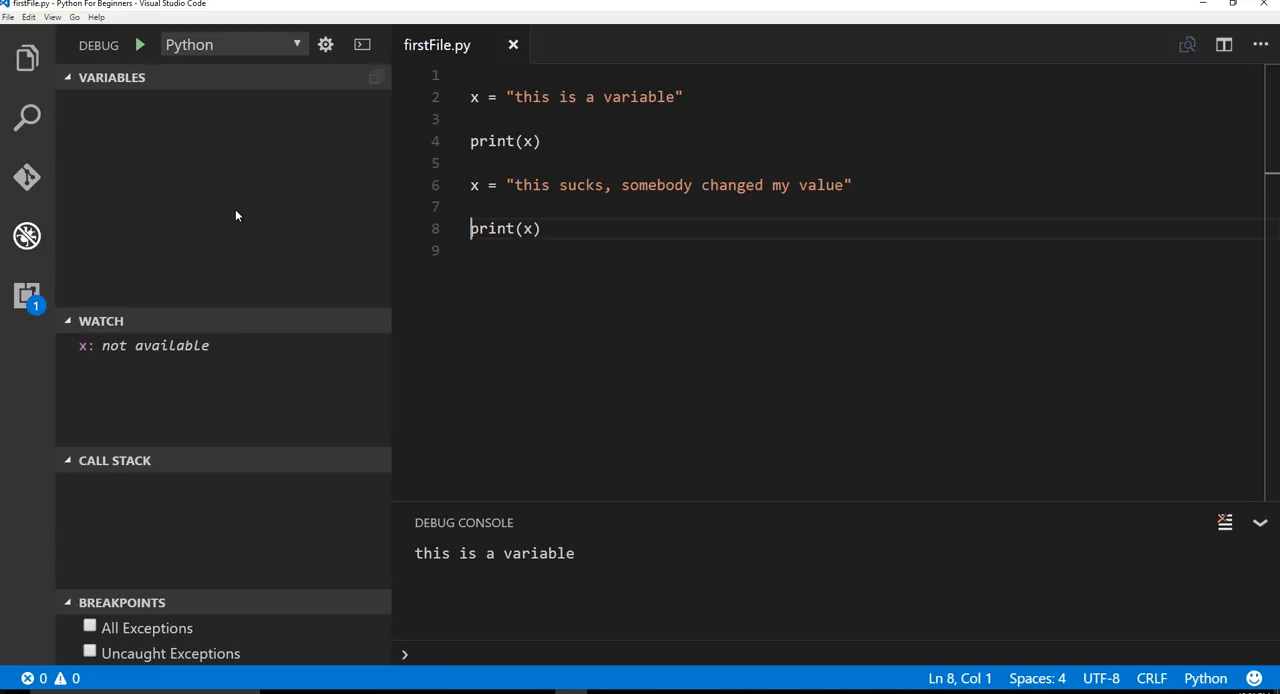 firstFile.py - Python For Beginners - Visual Studio Code
File Edit View Go Help
DEBUG Python
firstFile.py
VARIABLES
WATCH
x: not available
CALL STACK
BREAKPOINTS
All Exceptions
Uncaught Exceptions
1
1
2 x = "this is a variable"
3
4 print(x)
5
6 x = "this sucks, somebody changed my value"
7
8 print(x)
9
DEBUG CONSOLE
this is a variable
0 0 Ln 8, Col 1 Spaces: 4 UTF-8 CRLF Python